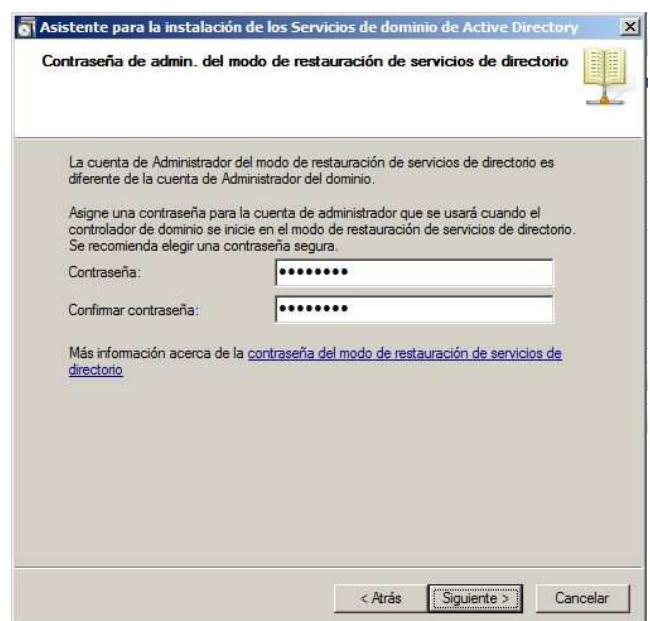 Asistente para la instalación de los Servicios de dominio de Active Directory
Contraseña de admin. del modo de restauración de servicios de directorio
La cuenta de Administrador del modo de restauración de servicios de directorio es
diferente de la cuenta de Administrador del dominio.
Asigne una contraseña para la cuenta de administrador que se usará cuando el
controlador de dominio se inicie en el modo de restauración de servicios de directorio.
Se recomienda elegir una contraseña segura.
Contraseña: ••••••••
Confirmar contraseña: ••••••••
Más información acerca de la contraseña del modo de restauración de servicios de
directorio
< Atrás Siguiente > Cancelar